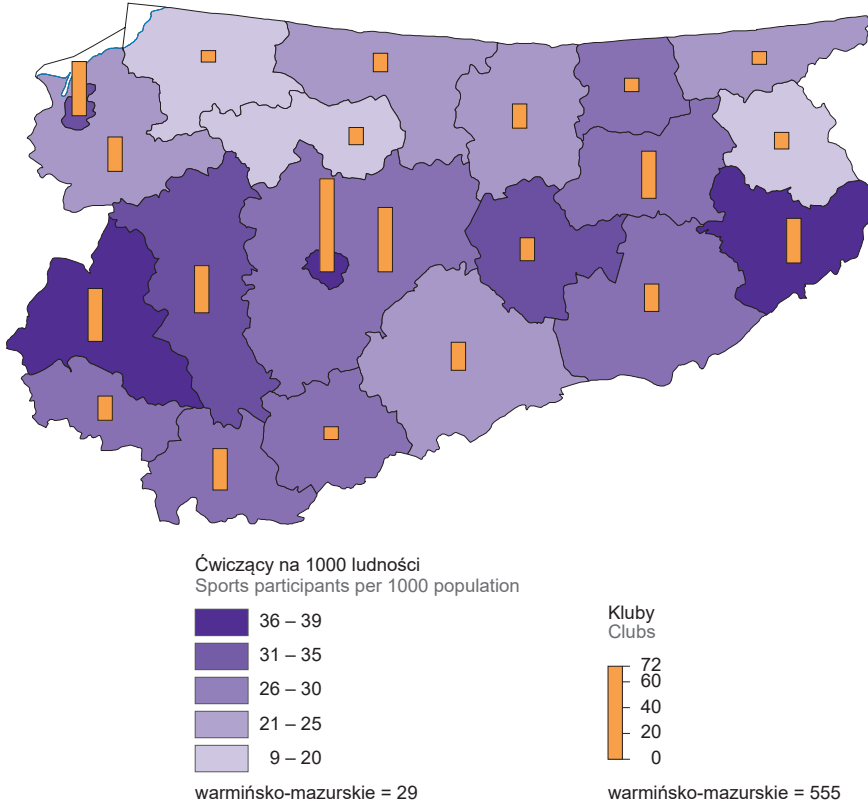 Ćwiczący na 1000 ludności
Sports participants per 1000 population
36 – 39
31 – 35
26 – 30
21 – 25
9 – 20
warmińsko-mazurskie = 29
Kluby
Clubs
72
60
40
20
0
warmińsko-mazurskie = 555